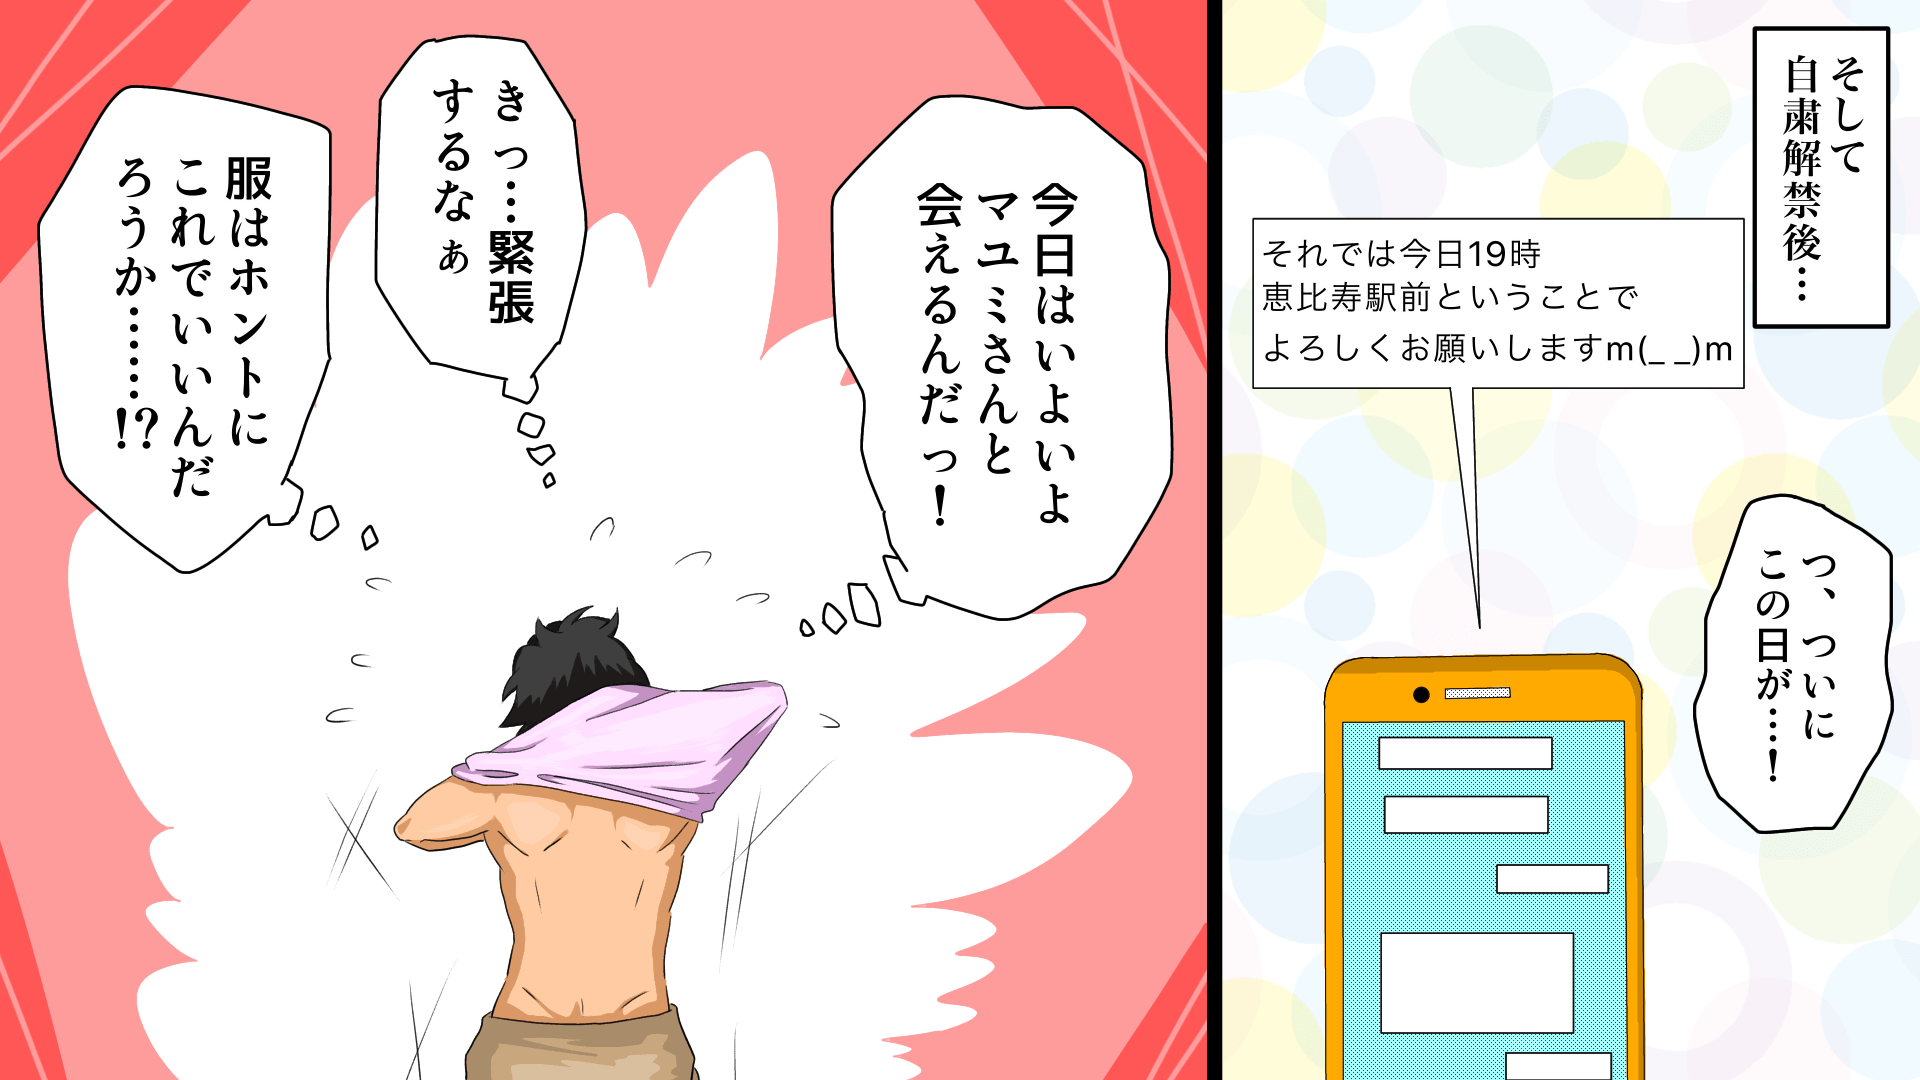 そして
自粛解禁後…
それでは今日19時
恵比寿駅前ということで
よろしくお願いしますm(_ _)m
つ、ついに
この日が…！
今日はいよいよ
マユミさんと
会えるんだっ！
きっ…緊張
するなぁ
服はホントに
これでいいんだ
ろうか………!?